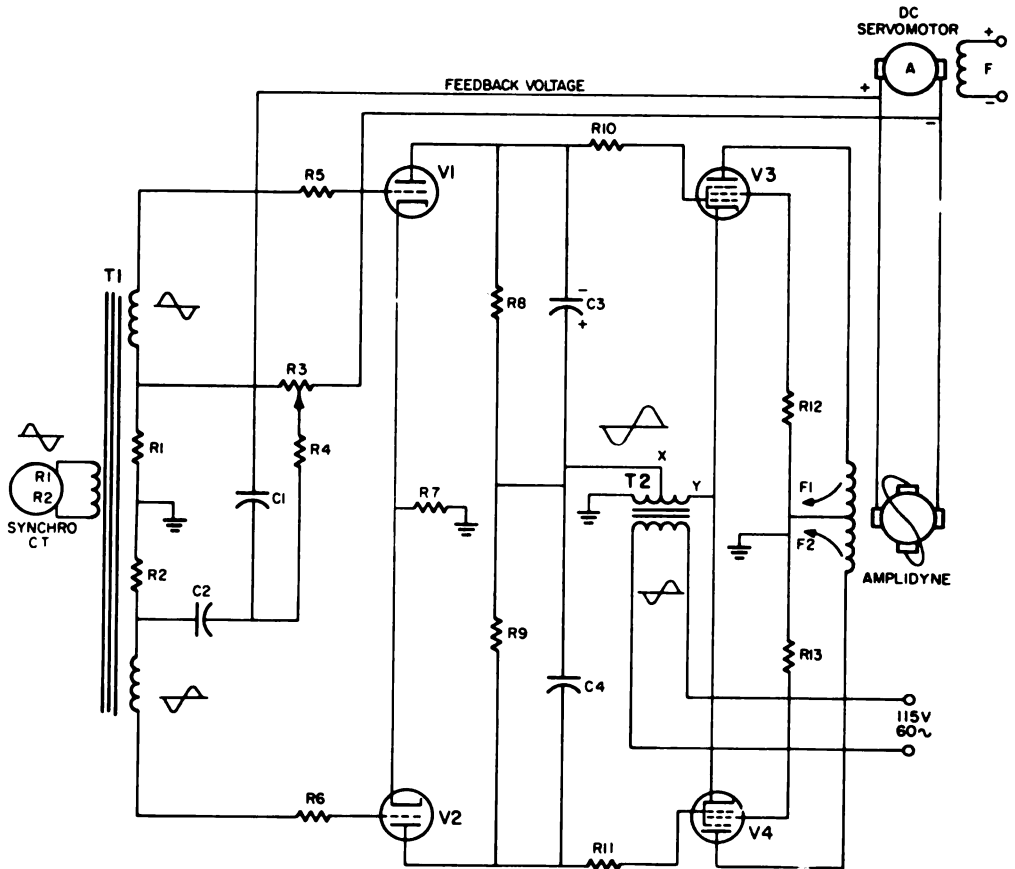 DC
SERVOMOTOR
+
A
F
+
−
−
FEEDBACK VOLTAGE
R10
V1
V3
R5
T1
R8
−
C3
+
R3
R12
R1
R4
X
T2
Y
F1
R1
R2
SYNCHRO
CT
C1
R7
F2
AMPLIDYNE
R2
C2
R9
R13
C4
115V
60~
R6
V2
R11
V4